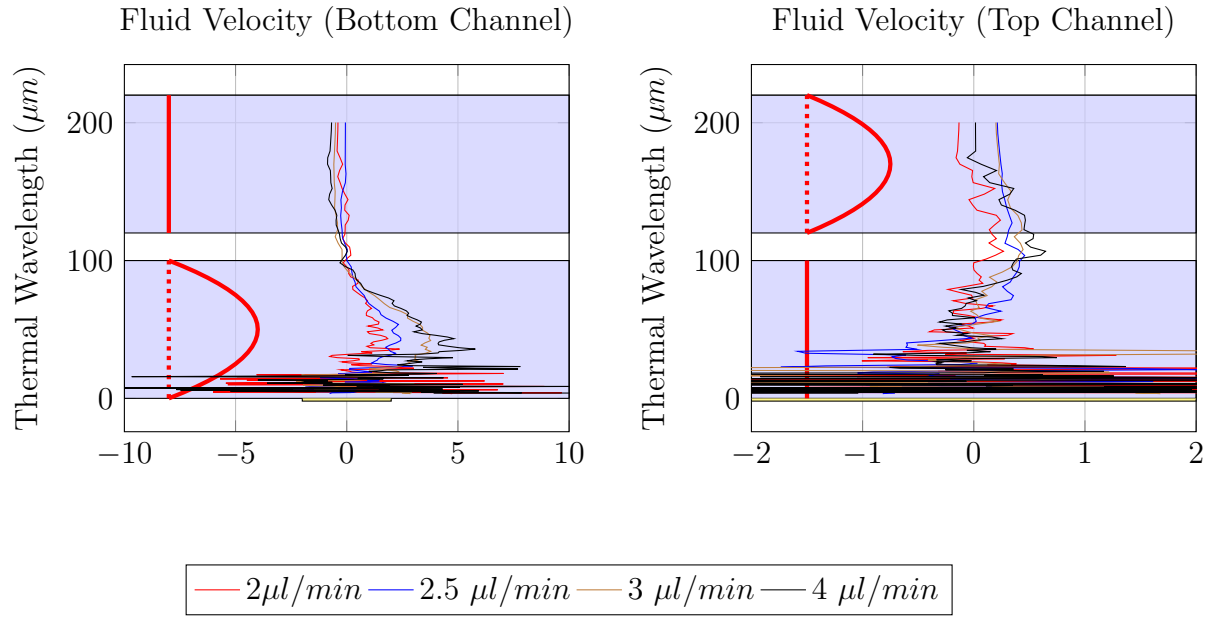 Fluid Velocity (Bottom Channel)
Fluid Velocity (Top Channel)
Thermal Wavelength (μm)
200
100
0
−10 −5 0 5 10
Thermal Wavelength (μm)
200
100
0
−2 −1 0 1 2
2μl/min 2.5 μl/min 3 μl/min 4 μl/min